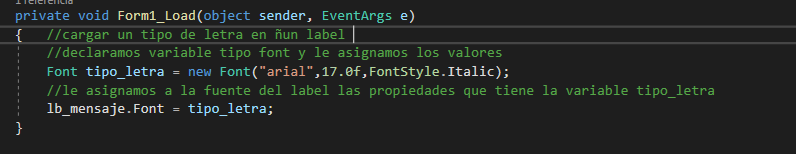 1 referencia
private void Form1_Load(object sender, EventArgs e)
{ //cargar un tipo de letra en ñun label
//declaramos variable tipo font y le asignamos los valores
Font tipo_letra = new Font("arial",17.0f,FontStyle.Italic);
//le asignamos a la fuente del label las propiedades que tiene la variable tipo_letra
lb_mensaje.Font = tipo_letra;
}